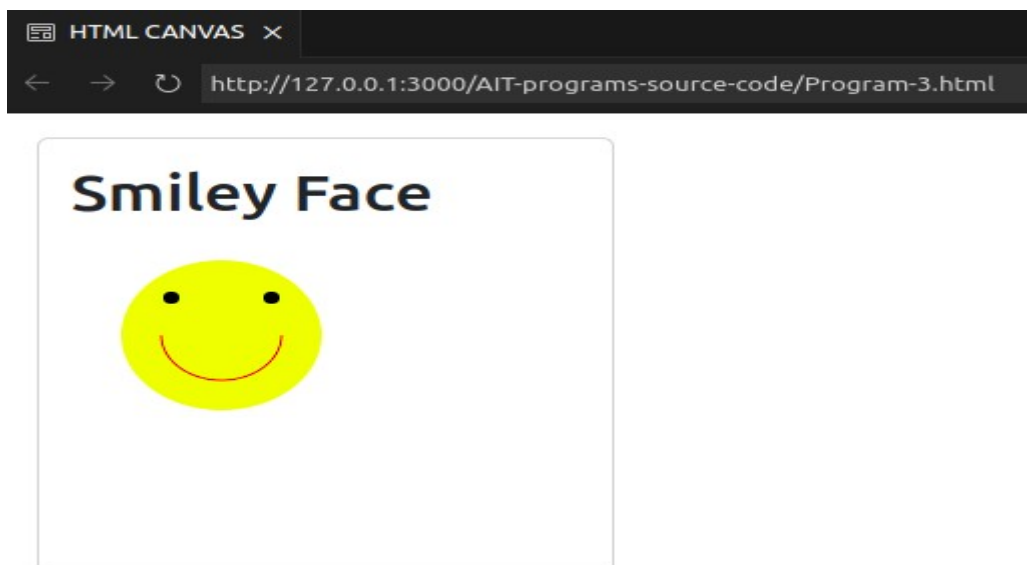 HTML CANVAS
http://127.0.0.1:3000/AIT-programs-source-code/Program-3.html
Smiley Face